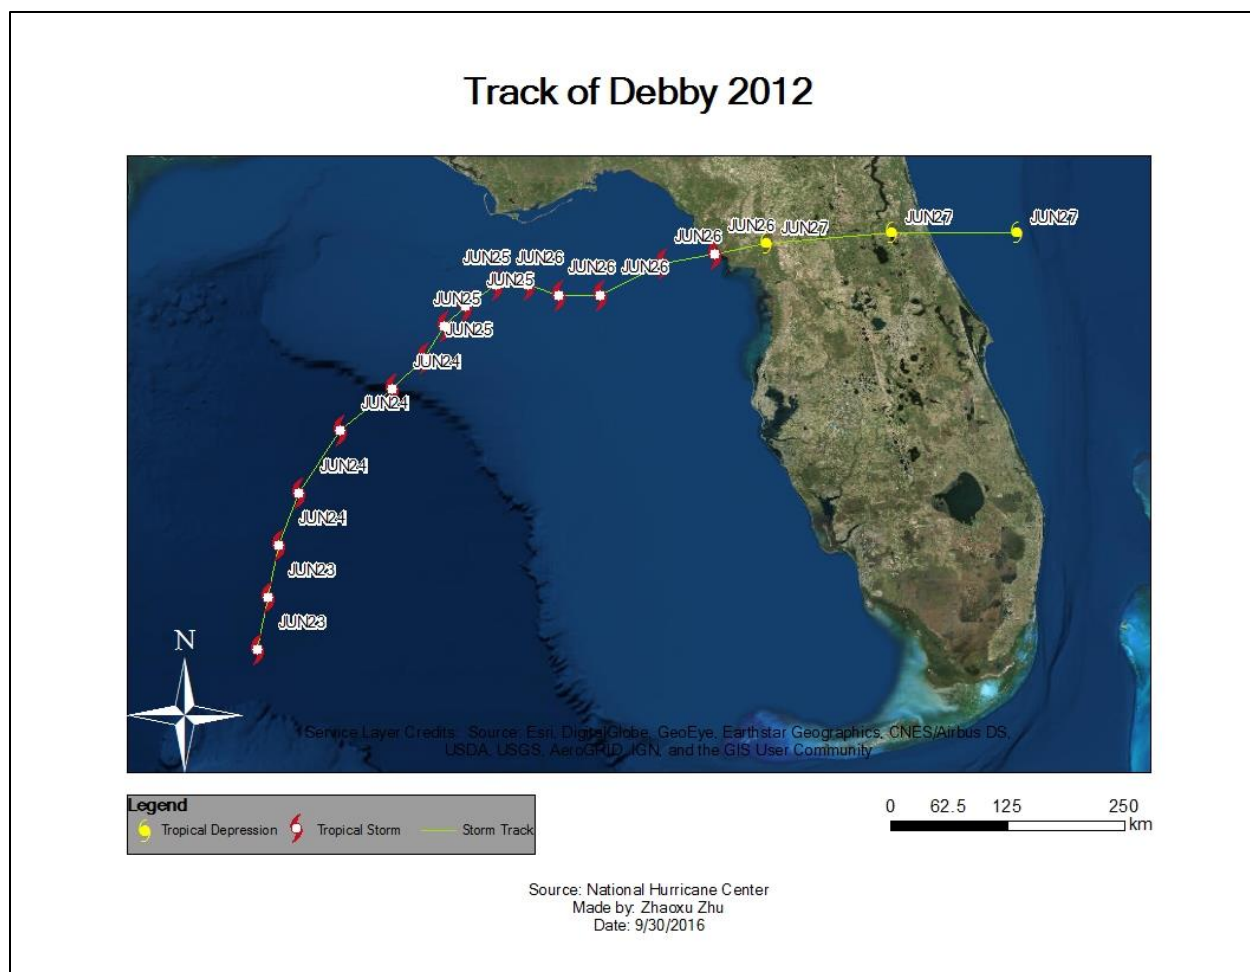 Track of Debby 2012
JUN27
JUN27
JUN26
JUN27
JUN26
JUN25
JUN26
JUN26
JUN26
JUN25
JUN25
JUN25
JUN24
JUN24
JUN24
JUN24
JUN23
JUN23
N
Service Layer Credits: Source: Esri, DigitalGlobe, GeoEye, Earthstar Geographics, CNES/Airbus DS,
USDA, USGS, AeroGRID, IGN, and the GIS User Community
Legend
Tropical Depression Tropical Storm Storm Track
0 62.5 125 250
km
Source: National Hurricane Center
Made by: Zhaoxu Zhu
Date: 9/30/2016